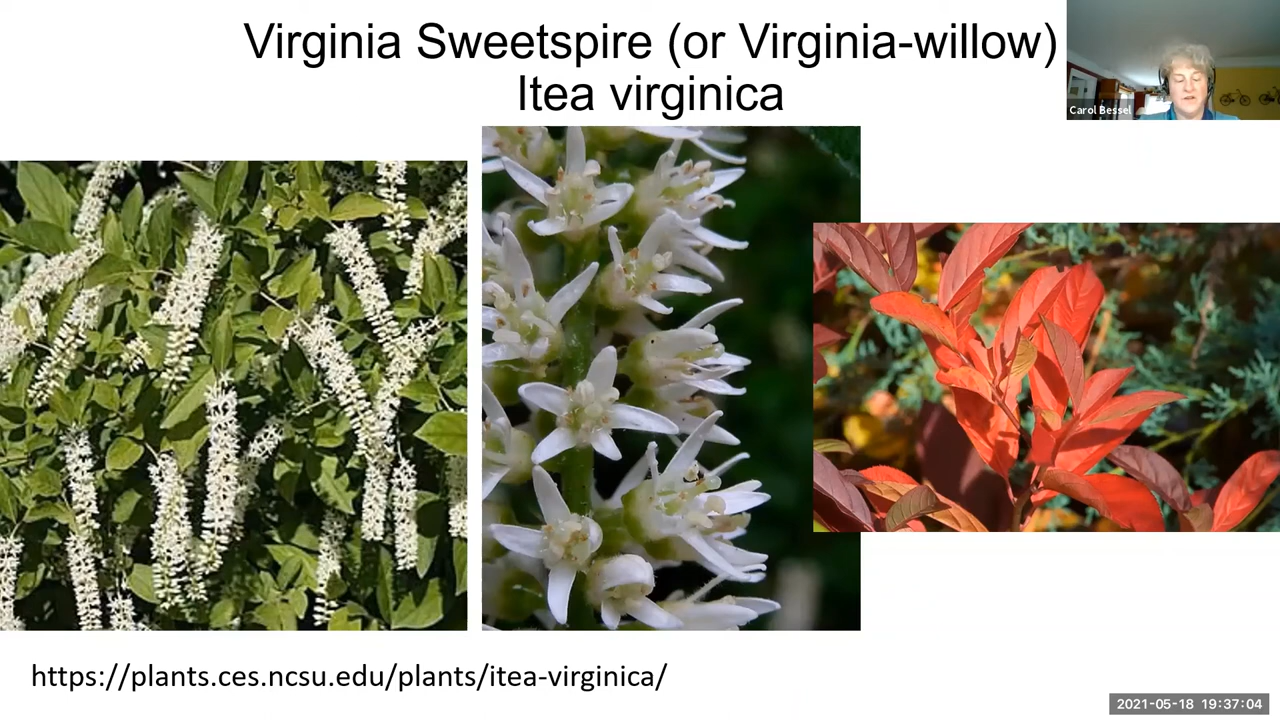 Virginia Sweetspire (or Virginia-willow)
Itea virginica
Carol Bessel
https://plants.ces.ncsu.edu/plants/itea-virginica/
2021-05-18 19:37:04